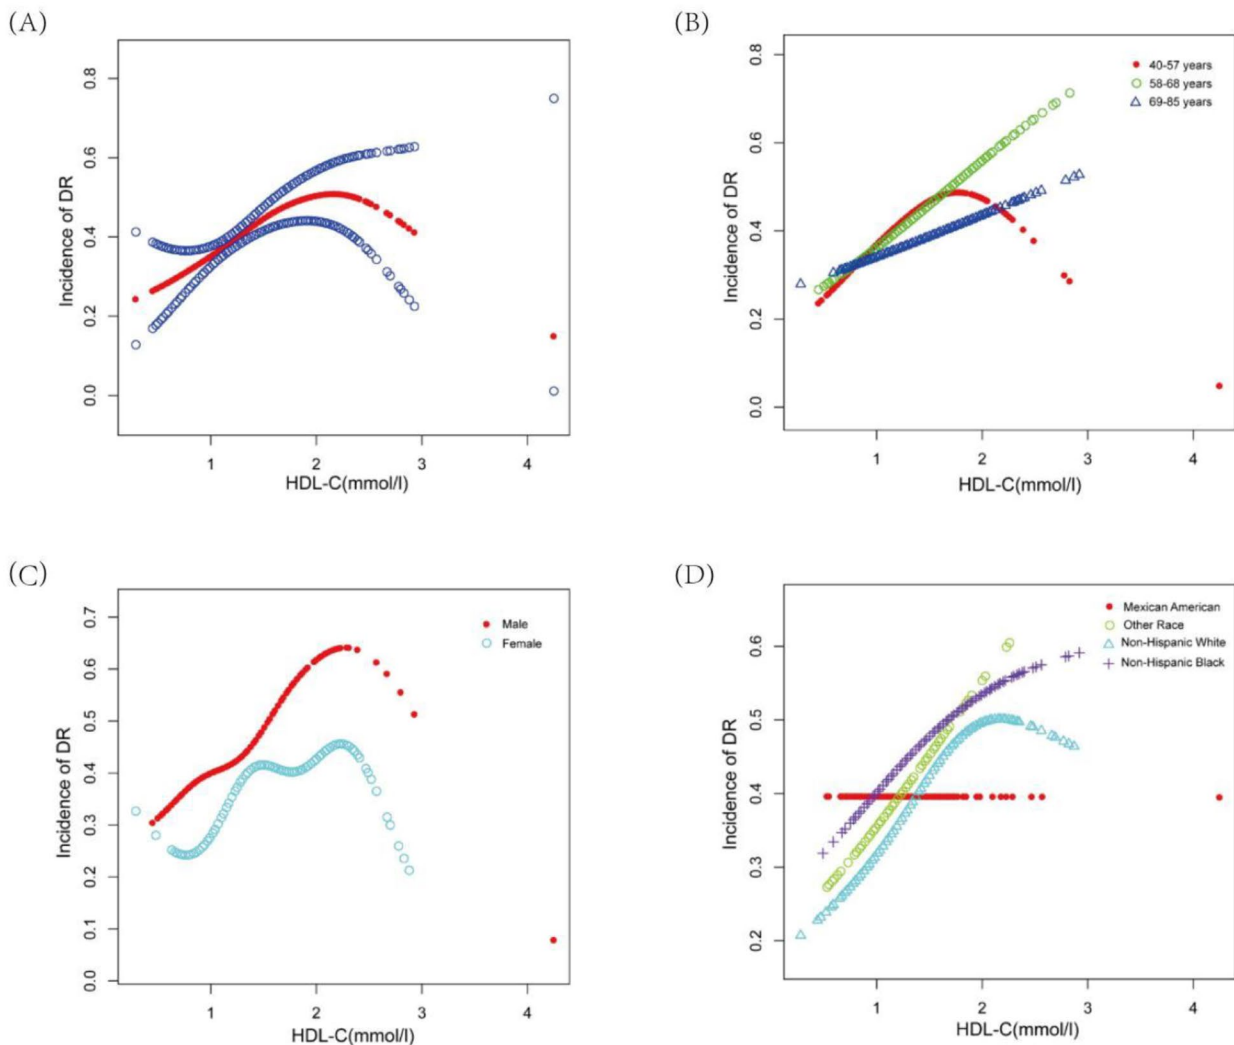 (A)
0.8
0.6
0.4
0.2
0.0
Incidence of DR
1 2 3 4
HDL-C(mmol/l)
(B)
0.8
0.6
0.4
0.2
0.0
Incidence of DR
40-57 years
58-68 years
69-85 years
1 2 3 4
HDL-C(mmol/l)
(C)
0.7
0.6
0.5
0.4
0.3
0.2
0.1
0.0
Incidence of DR
Male
Female
1 2 3 4
HDL-C(mmol/l)
(D)
0.6
0.5
0.4
0.3
0.2
Incidence of DR
Mexican American
Other Race
Non-Hispanic White
Non-Hispanic Black
1 2 3 4
HDL-C(mmol/l)